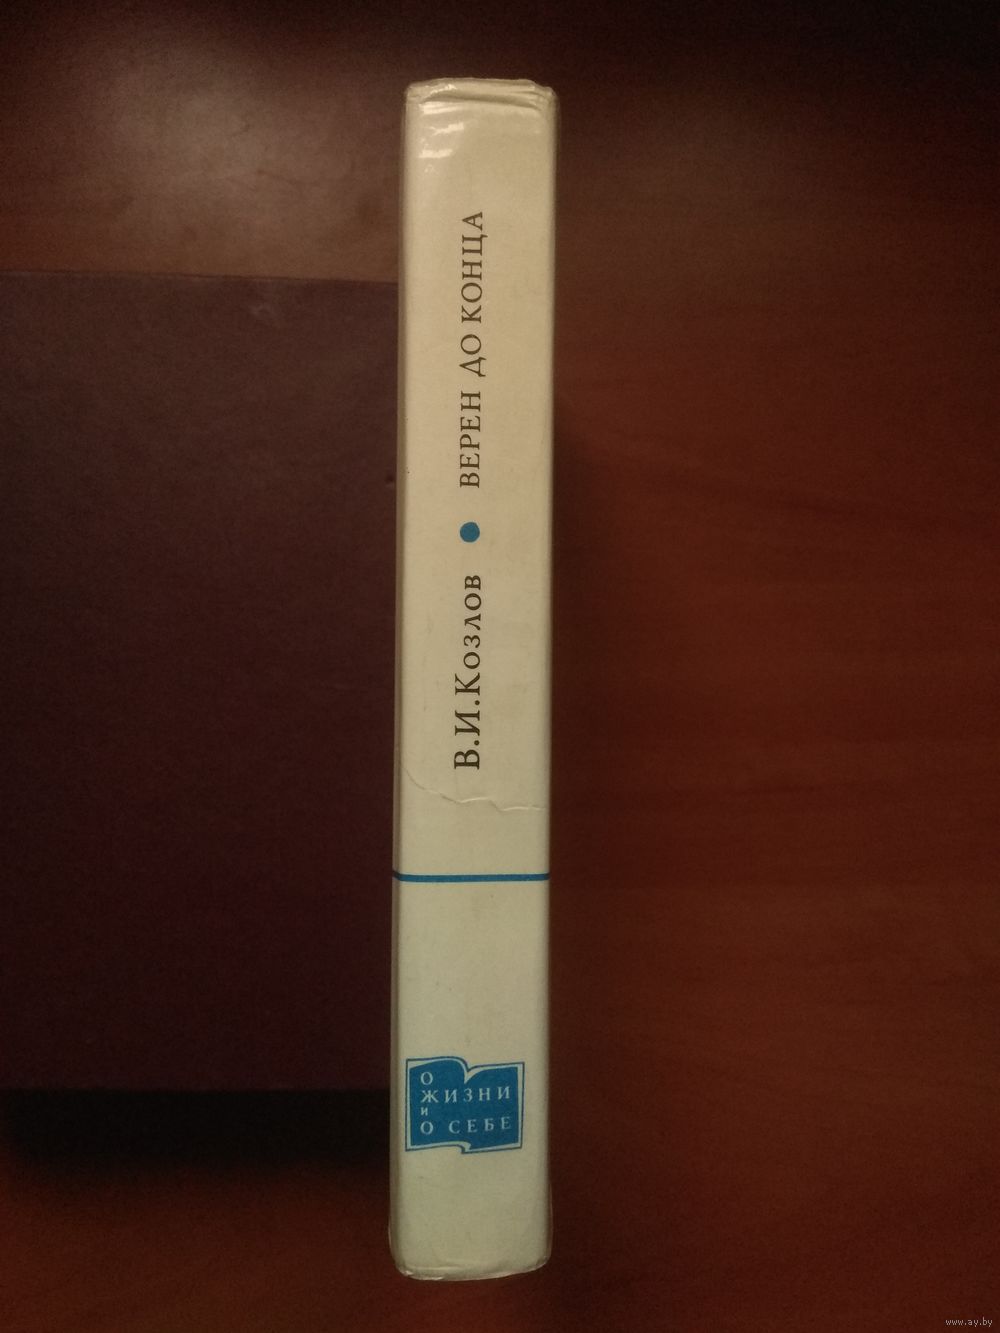 В.И.Козлов • ВЕРЕН ДО КОНЦА
О
ЖИЗНИ
и
О СЕБЕ
www.ay.by